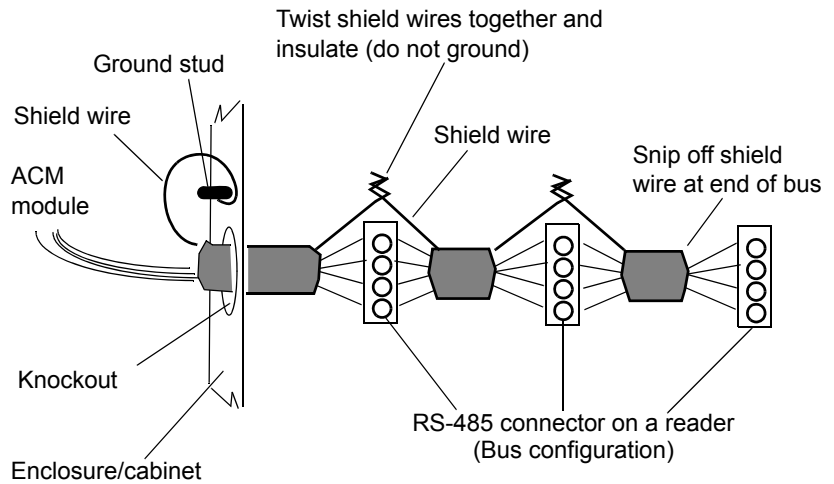 Twist shield wires together and
insulate (do not ground)
Ground stud
Shield wire
Shield wire
Snip off shield
wire at end of bus
ACM
module
Knockout
RS-485 connector on a reader
(Bus configuration)
Enclosure/cabinet